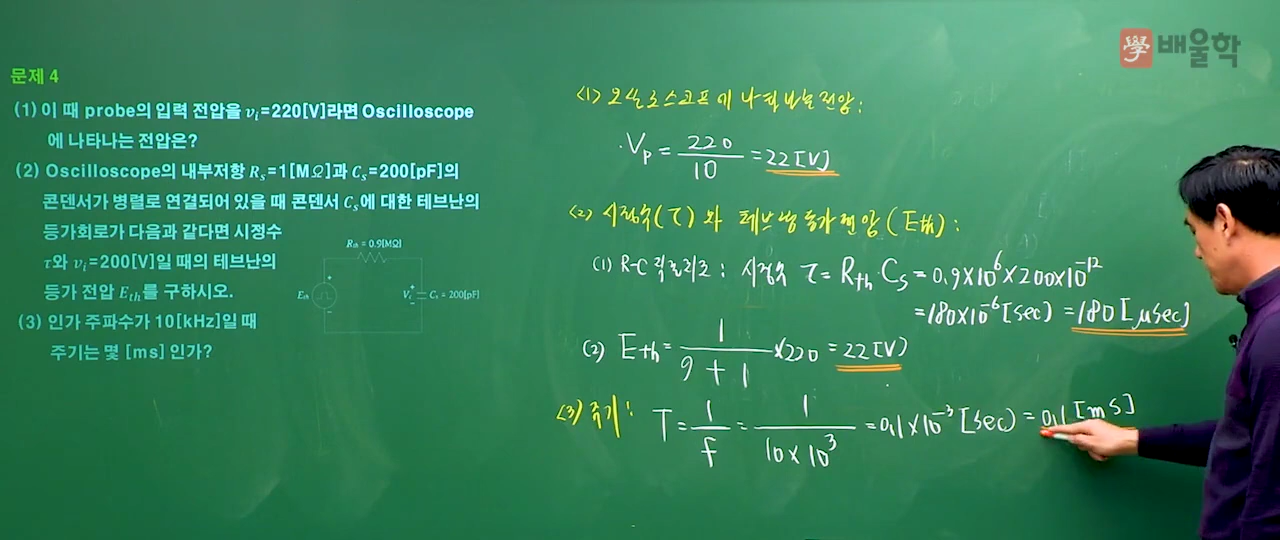 學 배울학
문제 4
(1) 이 때 probe의 입력 전압을 vᵢ=220[V]라면 Oscilloscope
에 나타나는 전압은?
(2) Oscilloscope의 내부저항 Rₛ=1[MΩ]과 Cₛ=200[pF]의
콘덴서가 병렬로 연결되어 있을 때 콘덴서 Cₛ에 대한 테브난의
등가회로가 다음과 같다면 시정수
τ와 vᵢ=200[V]일 때의 테브난의
등가 전압 Eₜₕ를 구하시오.
(3) 인가 주파수가 10[kHz]일 때
주기는 몇 [ms] 인가?
Rₜₕ = 0.9[MΩ]
Eₜₕ
+
−
+
−
Cₛ = 200[pF]
<1> 오실로스코프에 나타나는 전압 :
Vp = 220/10 = 22[V]
<2> 시정수(τ) 와 테브낭 등가전압 (Eth) :
(1) R-C 직렬회로 : 시정수 τ = Rth·Cs = 0.9×10⁶×200×10⁻¹²
= 180×10⁻⁶[sec) = 180[μsec]
(2) Eth = 1/(9+1) ×220 = 22[V)
<3> 주기 : T = 1/f = 1/(10×10³) = 0.1×10⁻³[sec) = 0.1[ms]